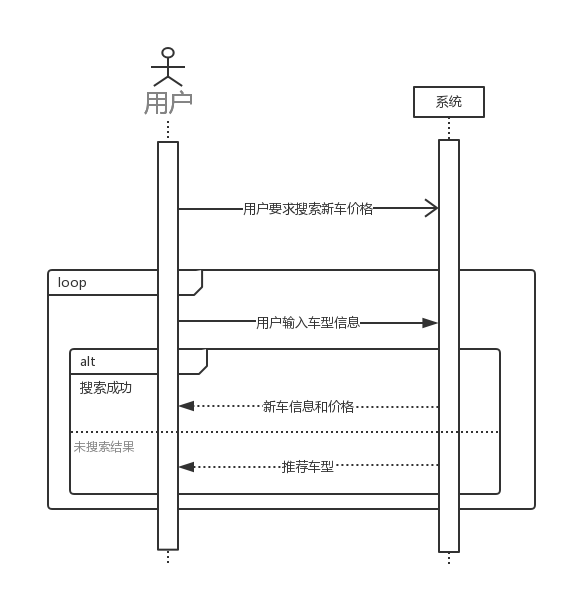 用户
系统
用户要求搜索新车价格
loop
用户输入车型信息
alt
搜索成功
新车信息和价格
未搜索结果
推荐车型